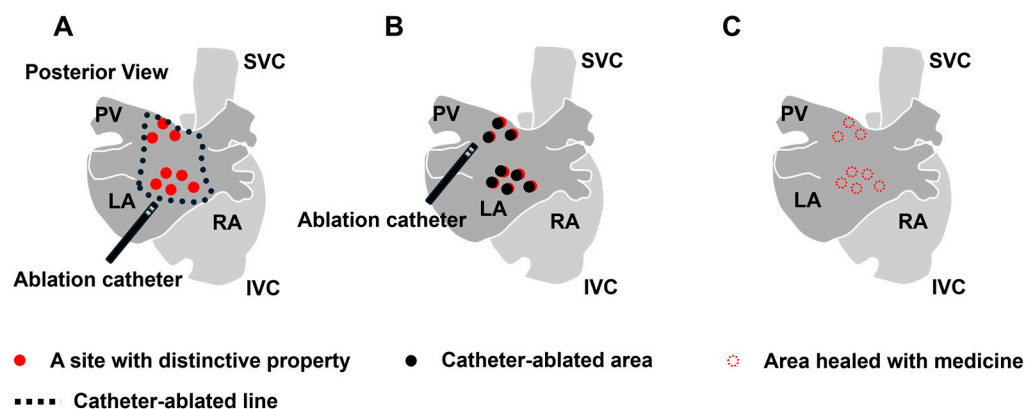 A
Posterior View
SVC
PV
LA
RA
Ablation catheter
IVC
B
SVC
PV
LA
Ablation catheter
RA
IVC
C
SVC
PV
LA
RA
IVC
A site with distinctive property
Catheter-ablated area
Area healed with medicine
Catheter-ablated line